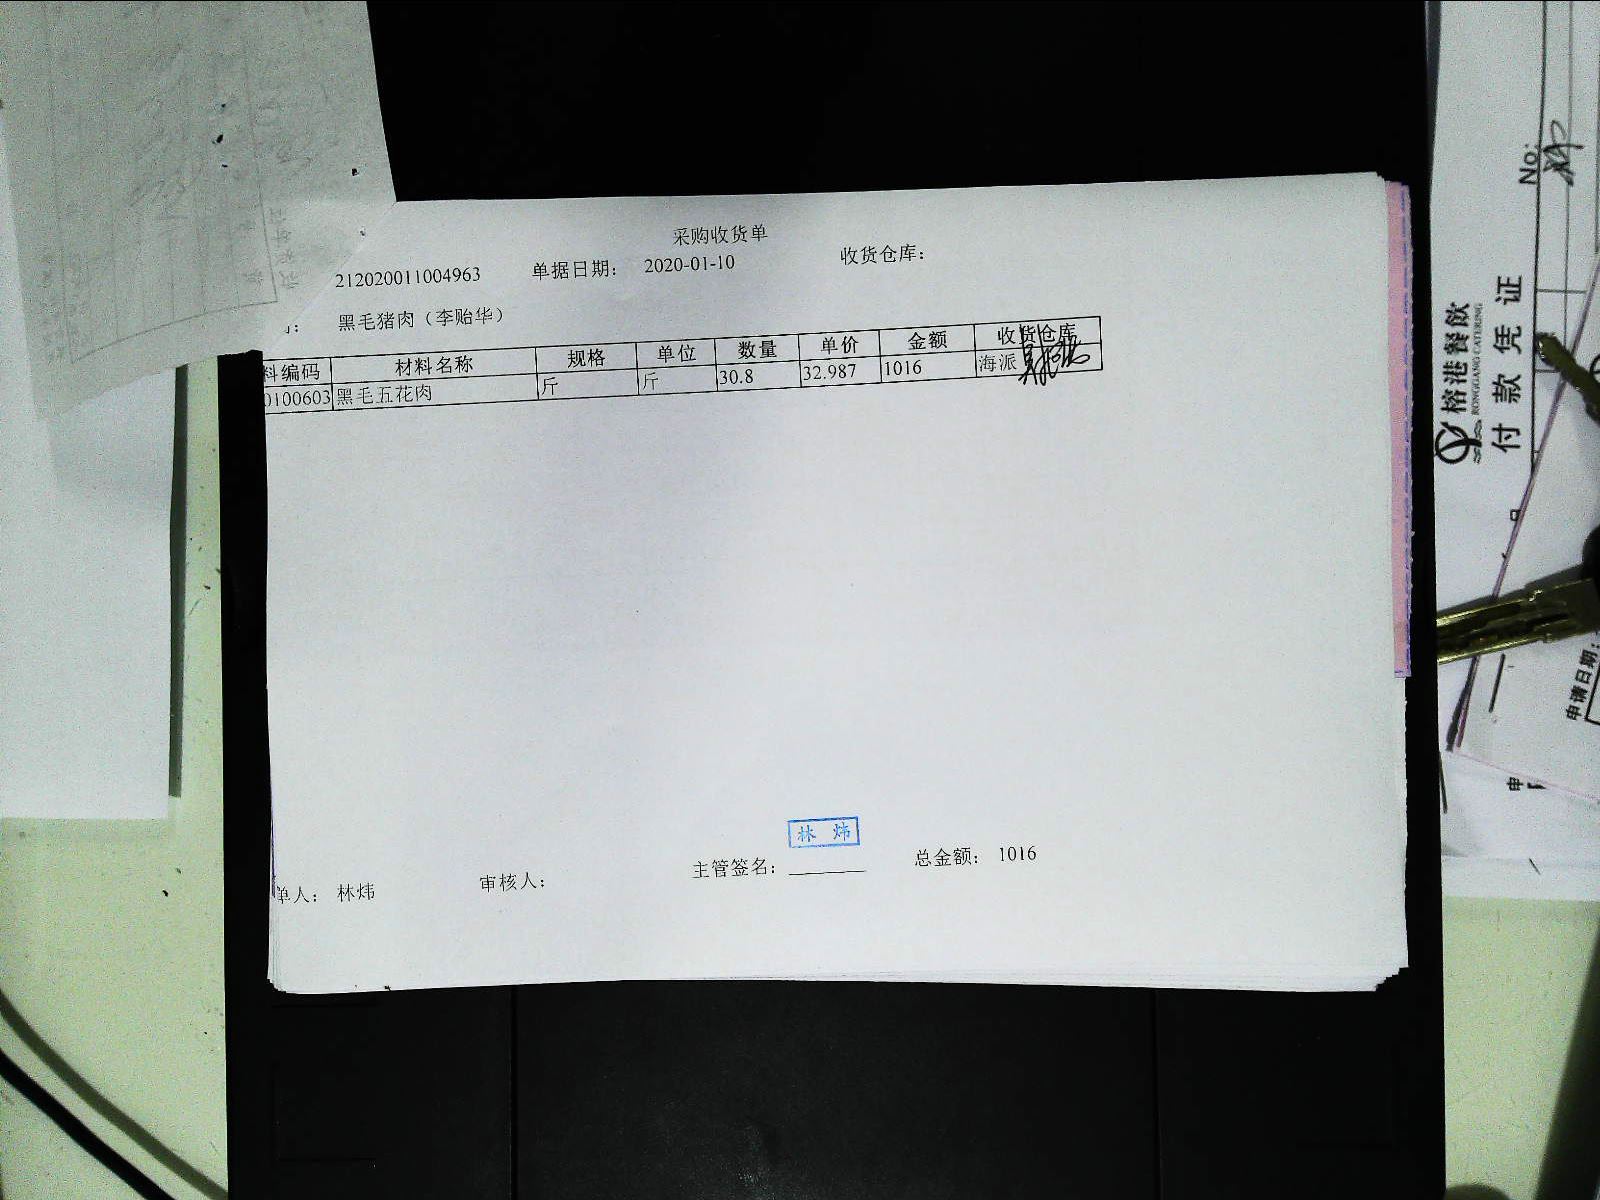 采购收货单
212020011004963 单据日期: 2020-01-10 收货仓库:
黑毛猪肉（李贻华）
料编码 材料名称 规格 单位 数量 单价 金额 收货仓库
0100603 黑毛五花肉 斤 斤 30.8 32.987 1016 海派
林 炜
单人: 林炜 审核人: 主管签名: 总金额: 1016
No:
榕港餐飲
RONGGANG CATERING
付款凭证
申请日期:
申